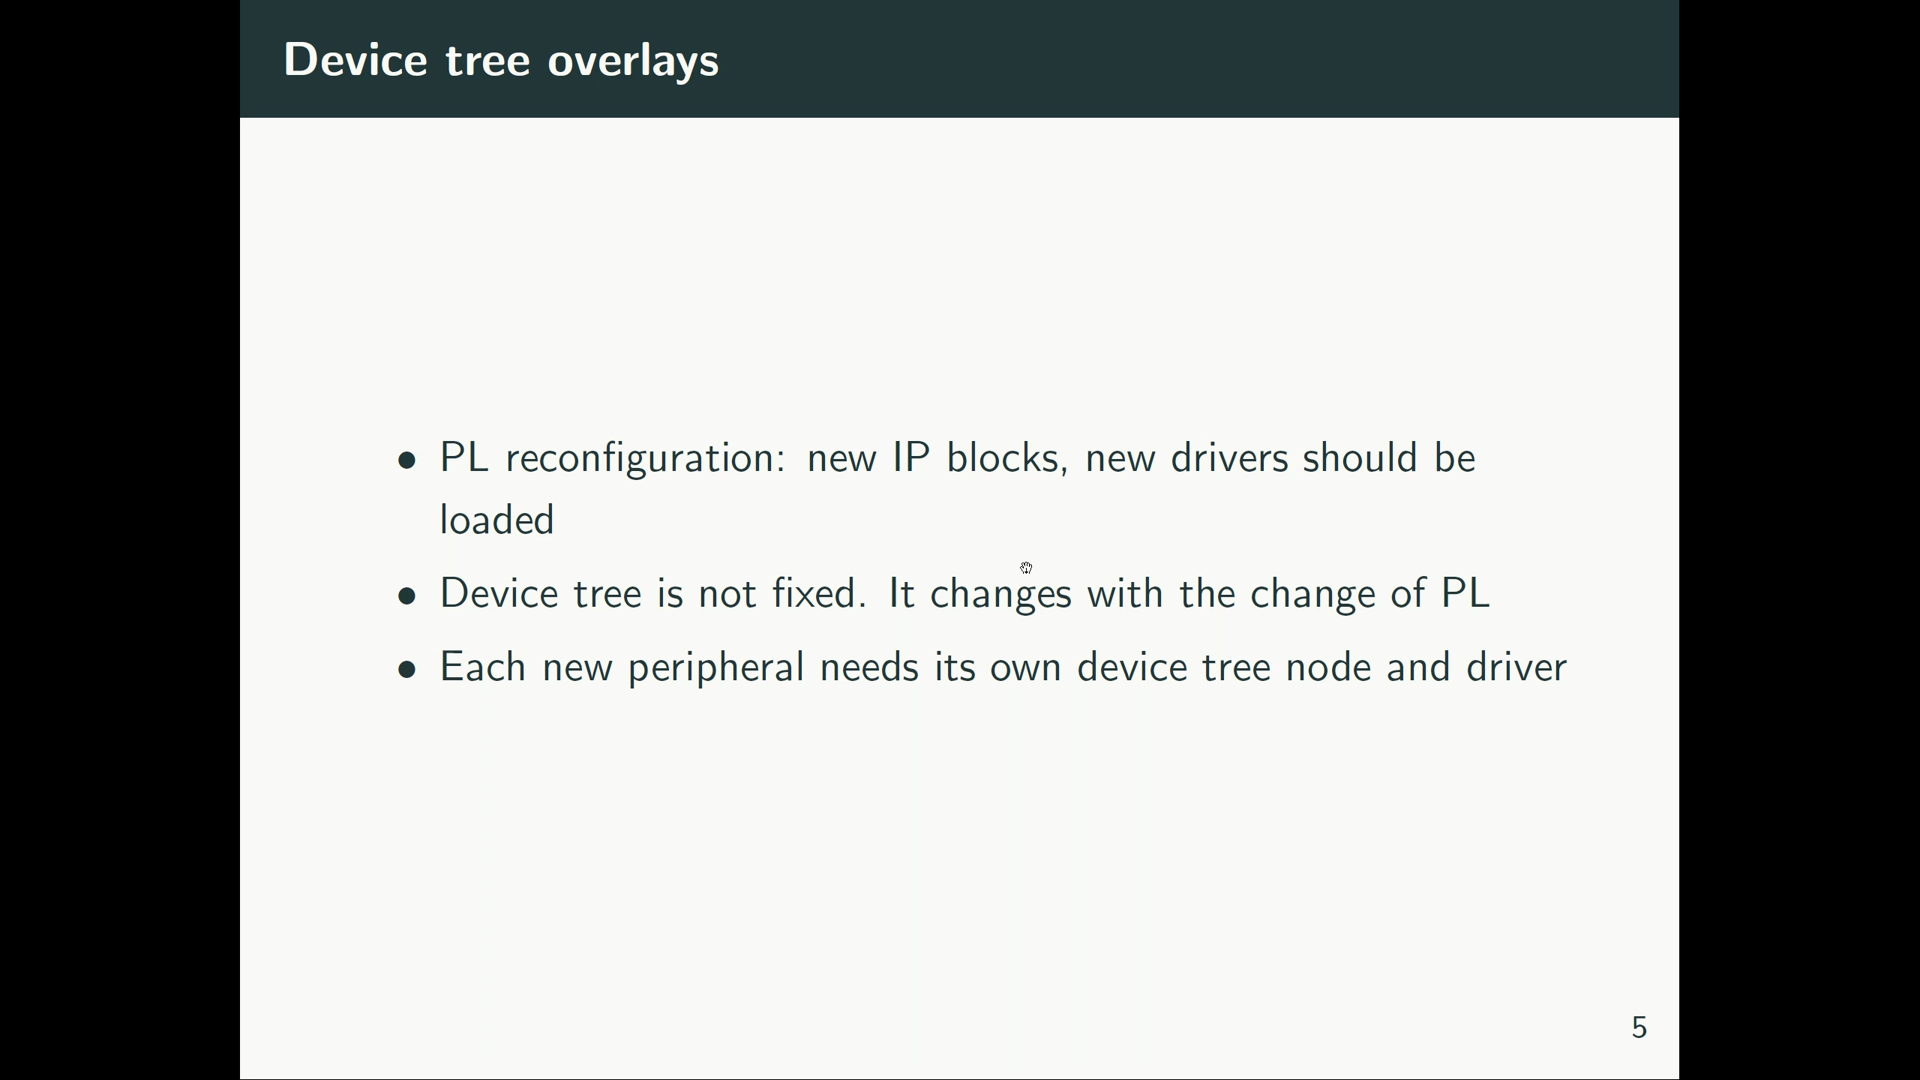 Device tree overlays
• PL reconfiguration: new IP blocks, new drivers should be
loaded
• Device tree is not fixed. It changes with the change of PL
• Each new peripheral needs its own device tree node and driver
5